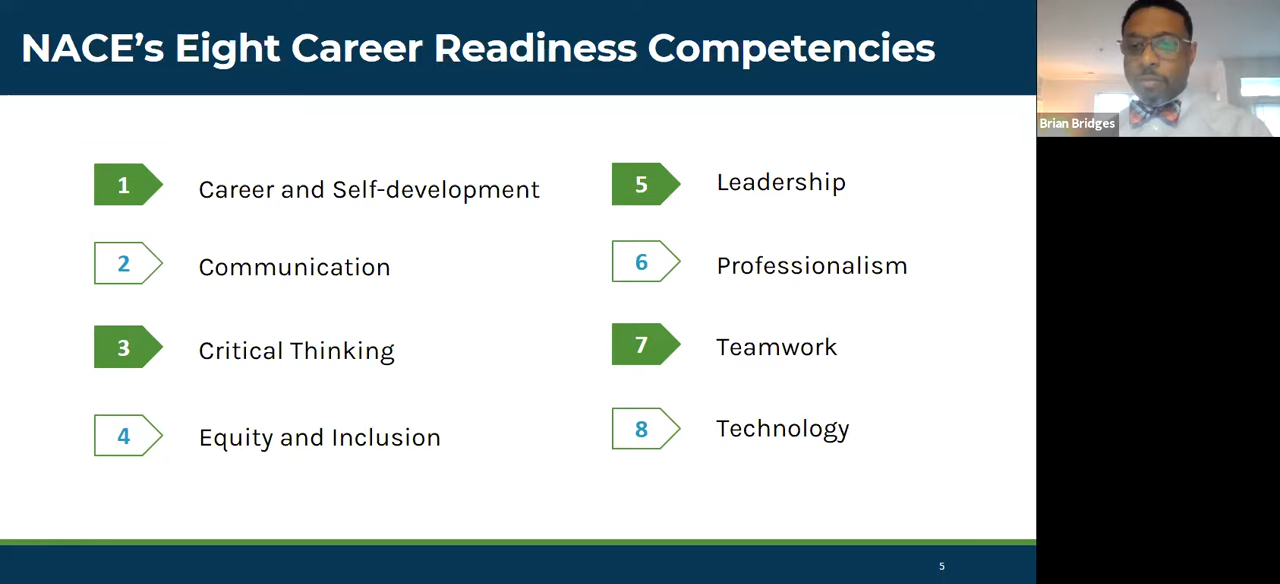 NACE's Eight Career Readiness Competencies
Brian Bridges
1 Career and Self-development
2 Communication
3 Critical Thinking
4 Equity and Inclusion
5 Leadership
6 Professionalism
7 Teamwork
8 Technology
5